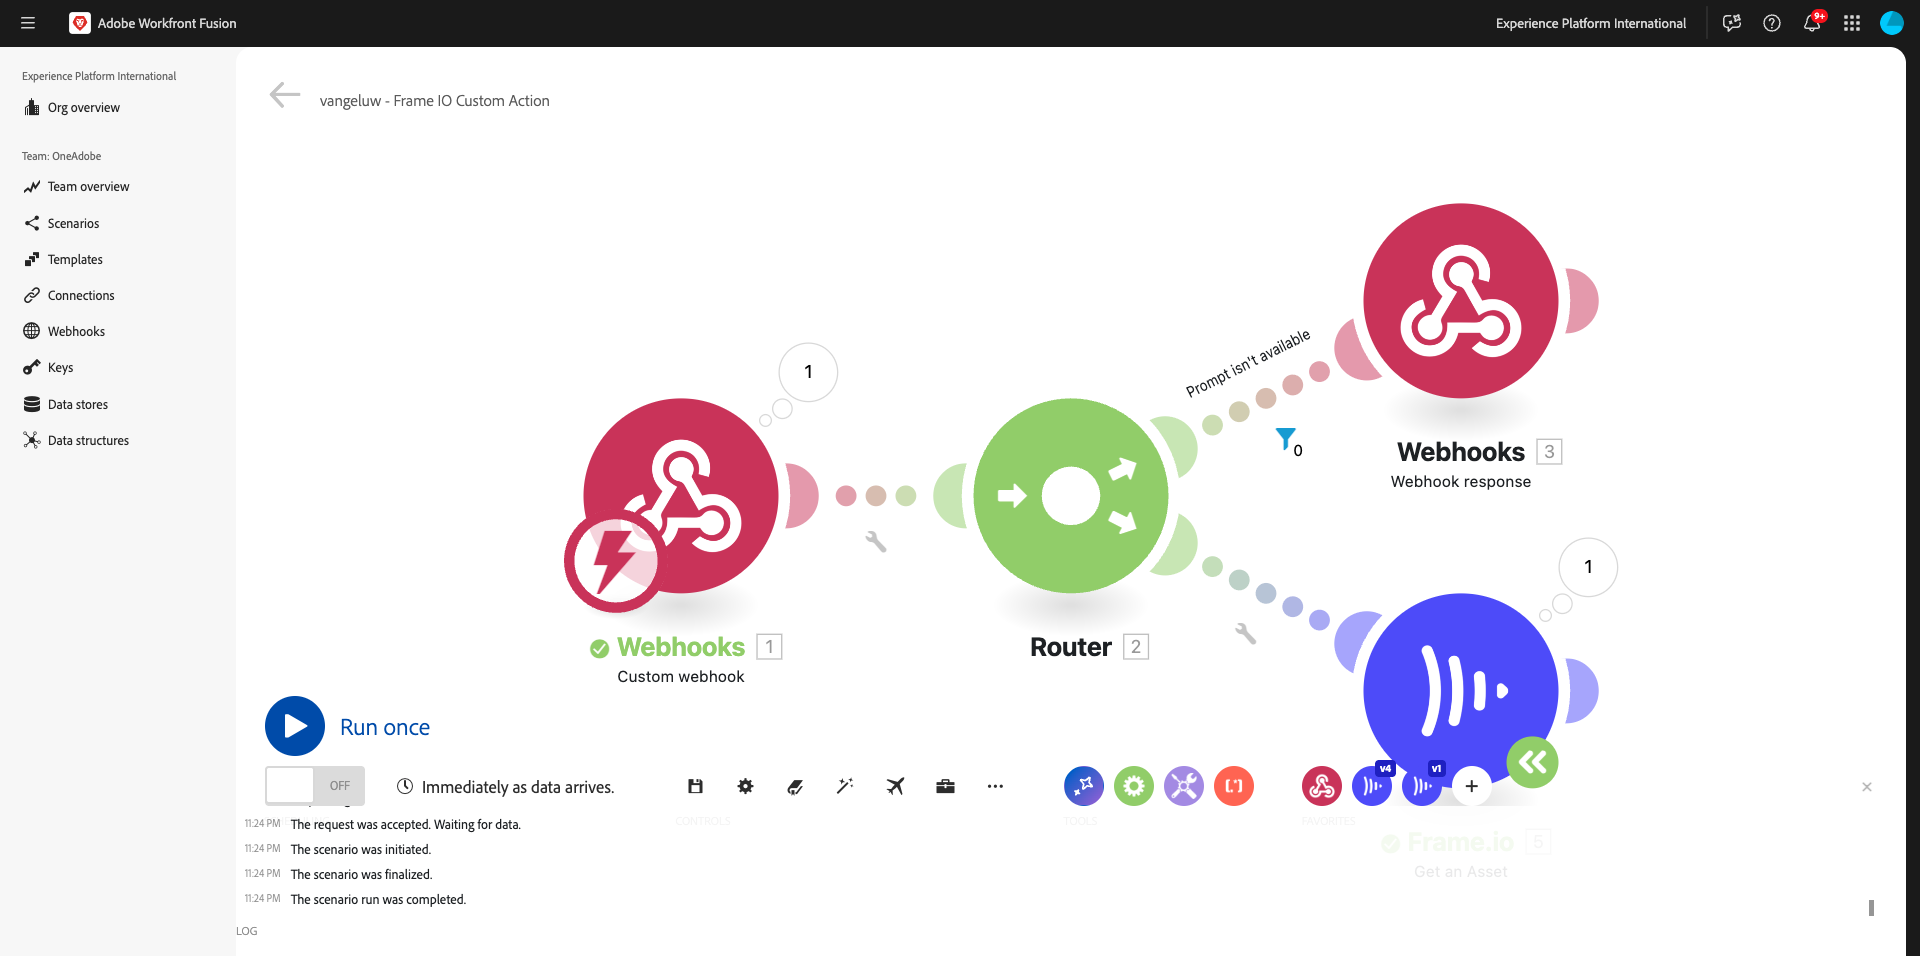 Adobe Workfront Fusion
Experience Platform International
9+
Experience Platform International
Org overview
Team: OneAdobe
Team overview
Scenarios
Templates
Connections
Webhooks
Keys
Data stores
Data structures
vangeluw - Frame IO Custom Action
Prompt isn't available
0
1
Webhooks 3
Webhook response
1
Webhooks 1
Custom webhook
Router 2
Run once
OFF
Immediately as data arrives.
v4
v1
CONTROLS
TOOLS
FAVORITES
Frame.io 5
Get an Asset
11:24 PM The request was accepted. Waiting for data.
11:24 PM The scenario was initiated.
11:24 PM The scenario was finalized.
11:24 PM The scenario run was completed.
LOG